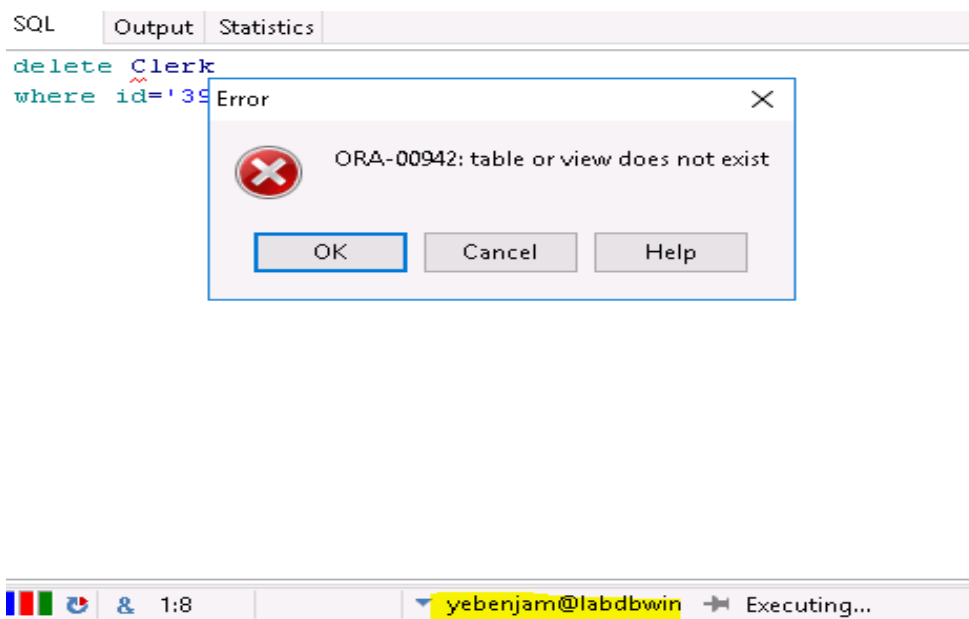 SQL Output Statistics
delete Clerk
where id='39
Error
ORA-00942: table or view does not exist
OK Cancel Help
& 1:8 yebenjam@labdbwin Executing...